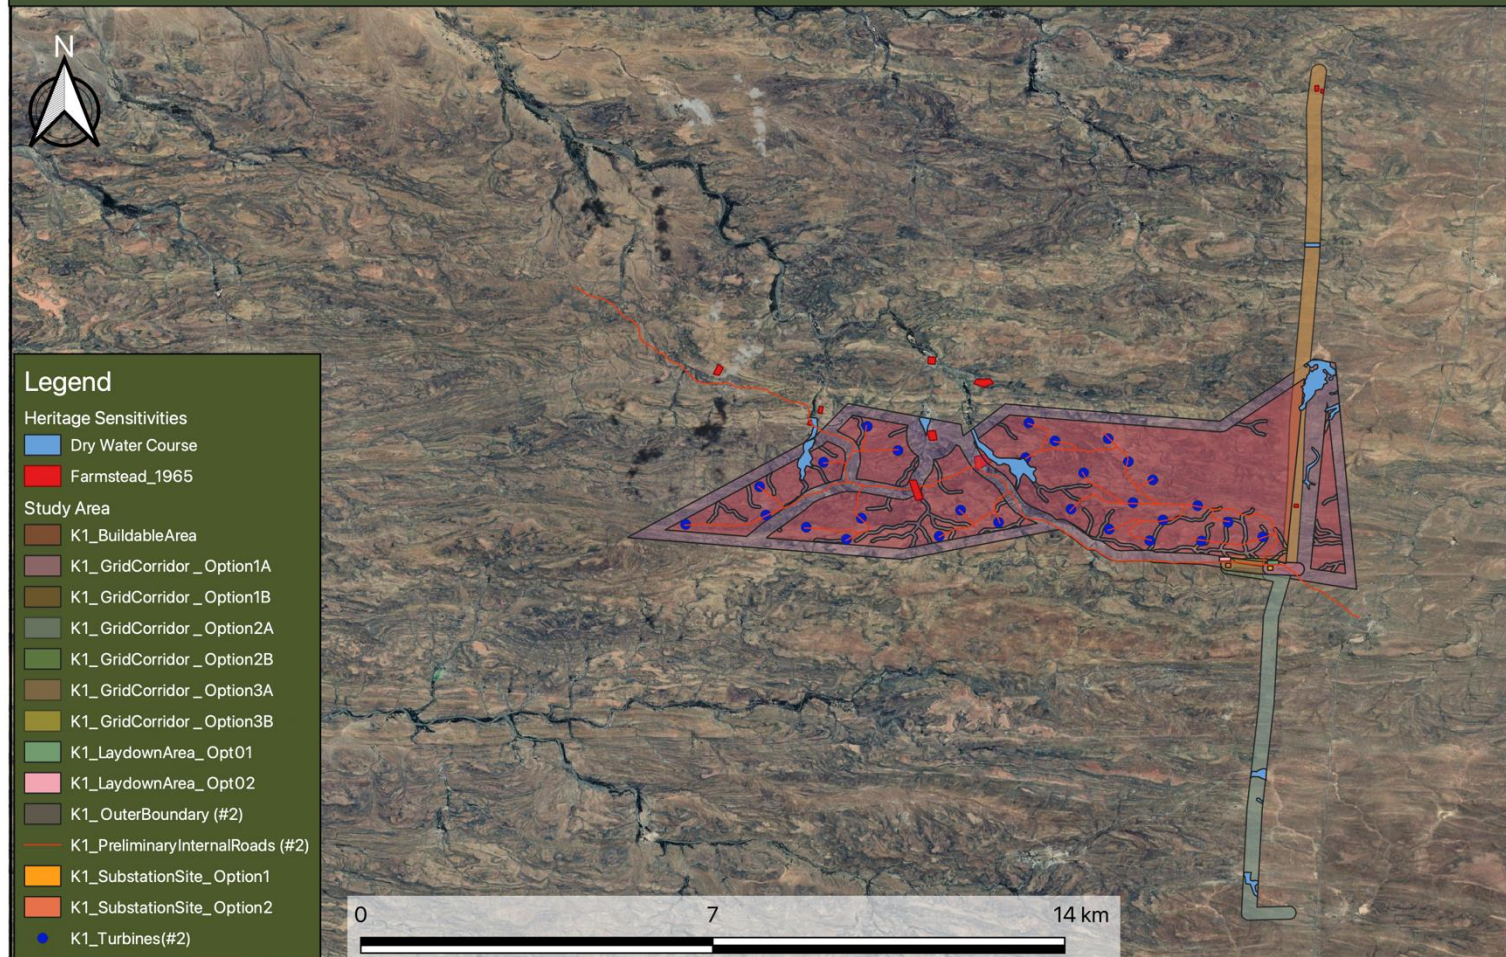 N
Legend
Heritage Sensitivities
Dry Water Course
Farmstead_1965
Study Area
K1_BuildableArea
K1_GridCorridor_Option1A
K1_GridCorridor_Option1B
K1_GridCorridor_Option2A
K1_GridCorridor_Option2B
K1_GridCorridor_Option3A
K1_GridCorridor_Option3B
K1_LaydownArea_Opt01
K1_LaydownArea_Opt02
K1_OuterBoundary (#2)
K1_PreliminaryInternalRoads (#2)
K1_SubstationSite_Option1
K1_SubstationSite_Option2
K1_Turbines(#2)
0 7 14 km